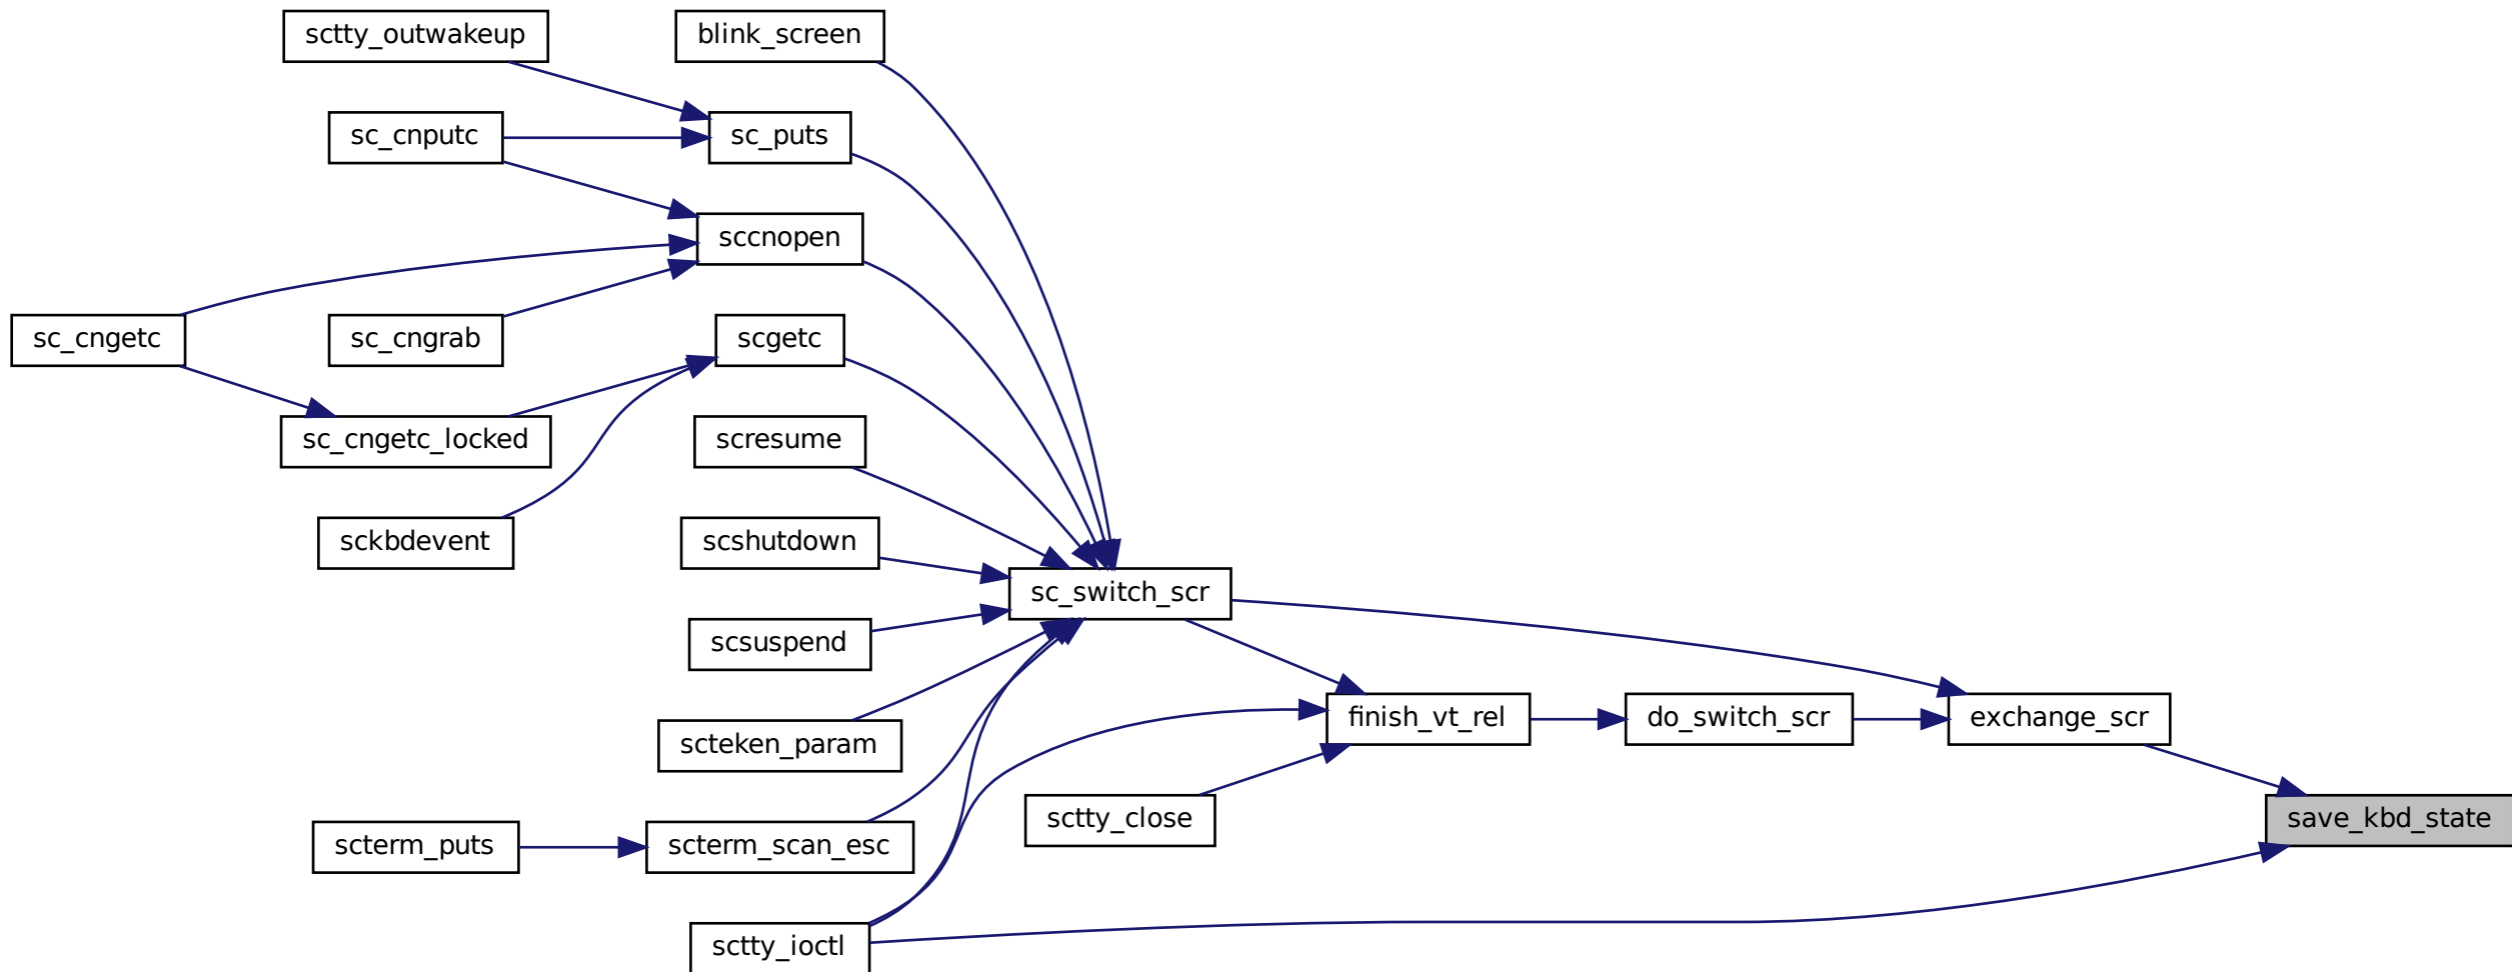 sctty_outwakeup
blink_screen
sc_cnputc
sc_puts
sccnopen
sc_cngetc
sc_cngrab
scgetc
sc_cngetc_locked
scresume
sckbdevent
scshutdown
sc_switch_scr
scsuspend
scteken_param
finish_vt_rel
do_switch_scr
exchange_scr
sctty_close
save_kbd_state
scterm_puts
scterm_scan_esc
sctty_ioctl